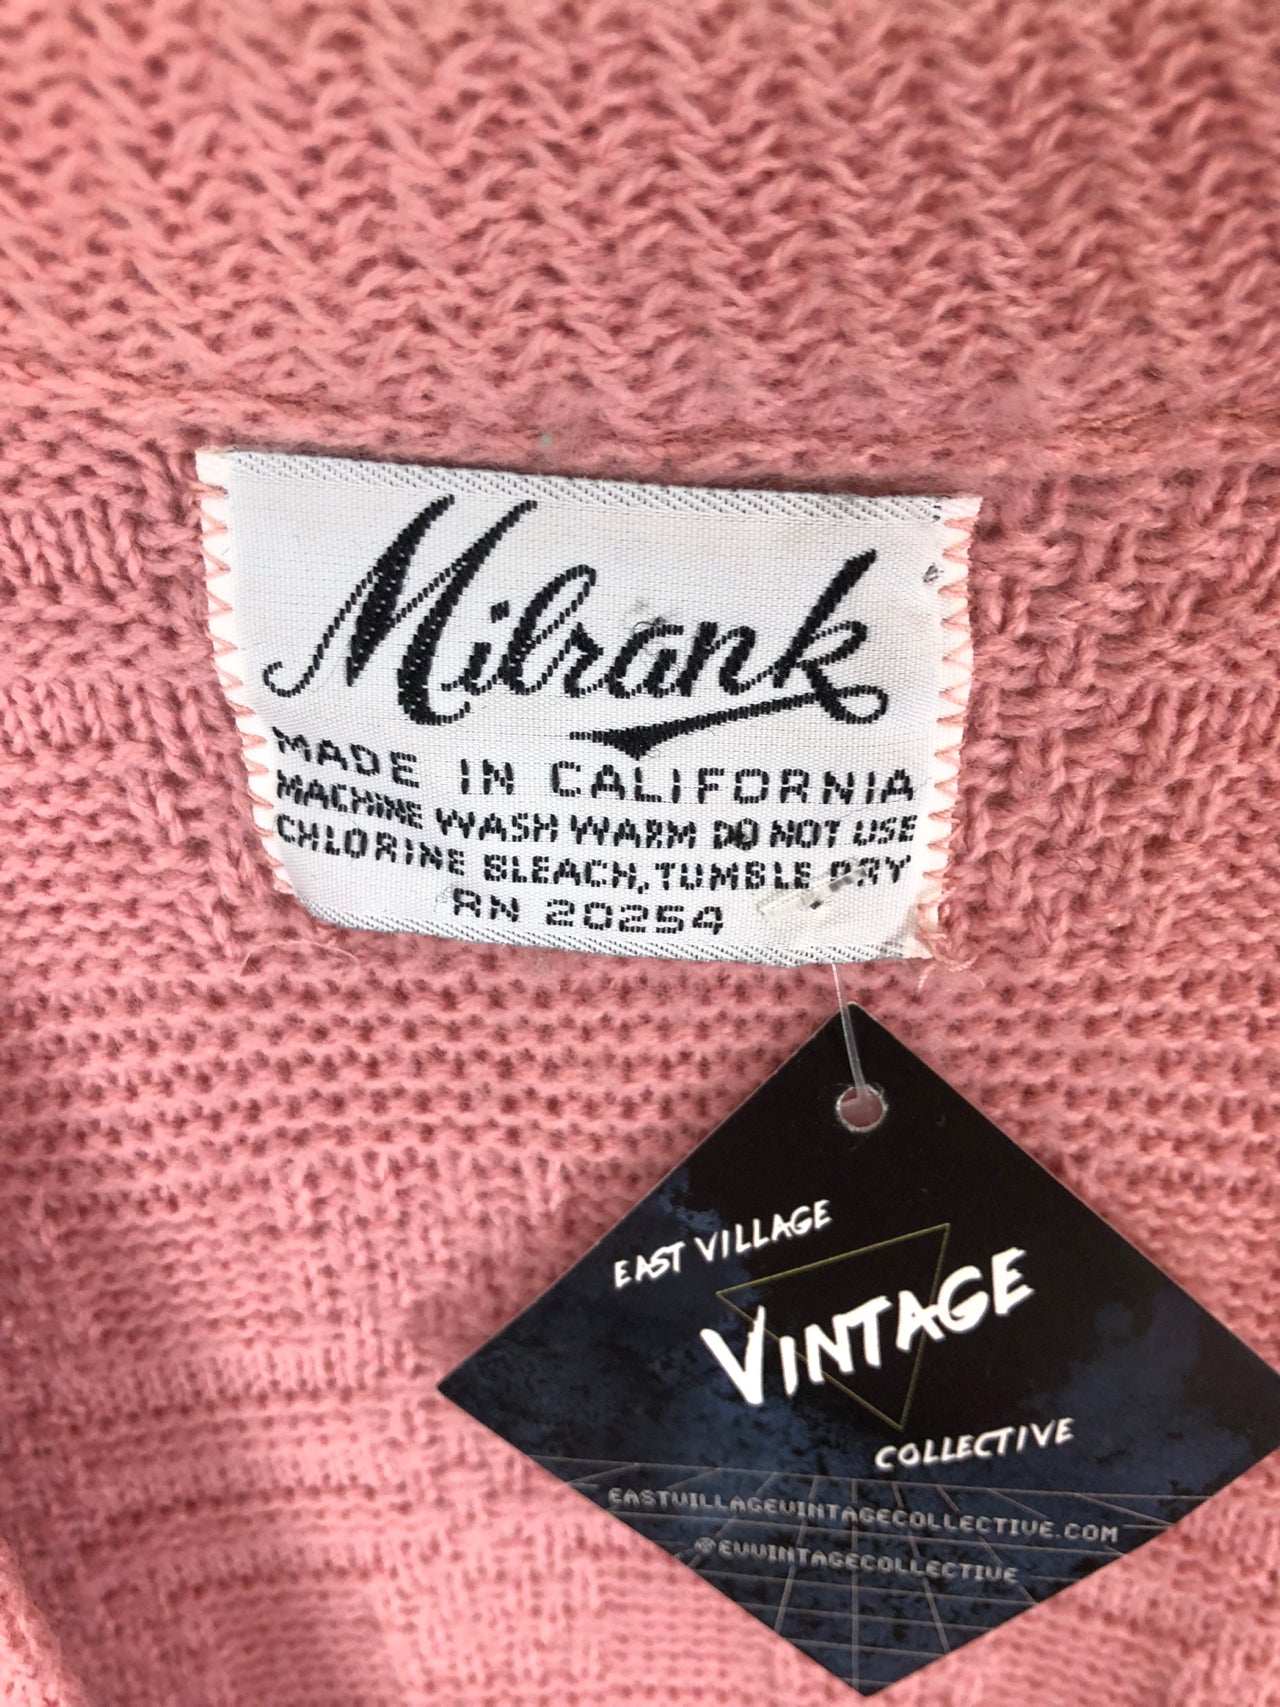 Milrank
MADE IN CALIFORNIA
MACHINE WASH WARM DO NOT USE
CHLORINE BLEACH, TUMBLE DRY
RN 20254
EAST VILLAGE
VINTAGE
COLLECTIVE
EASTVILLAGEVINTAGECOLLECTIVE.COM
@EVVINTAGECOLLECTIVE